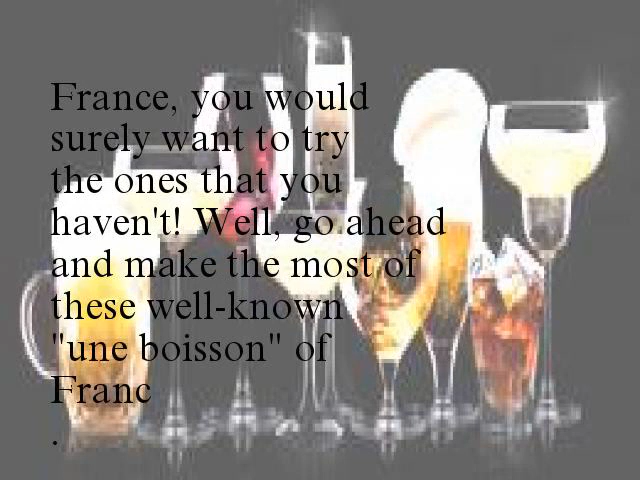 France, you would
surely want to try
the ones that you
haven't! Well, go ahead
and make the most of
these well-known
"une boisson" of
Franc
.